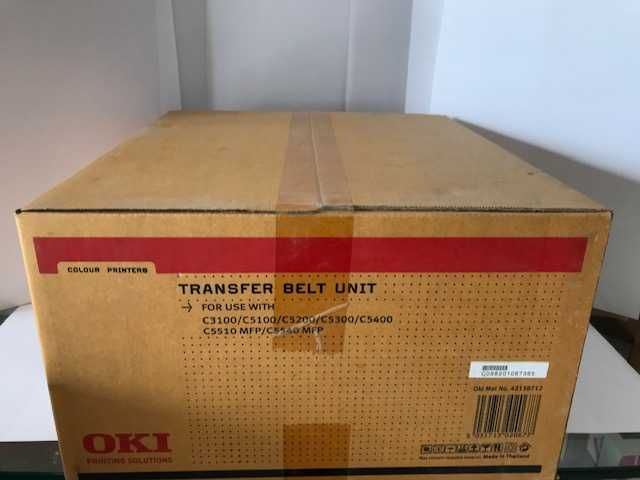 COLOUR PRINTERS
TRANSFER BELT UNIT
→ FOR USE WITH
C3100/C5100/C5200/C5300/C5400
C5510 MFP/C5540 MFP
Oki Mat No. 42158712
OKI
PRINTING SOLUTIONS
Made In Thailand